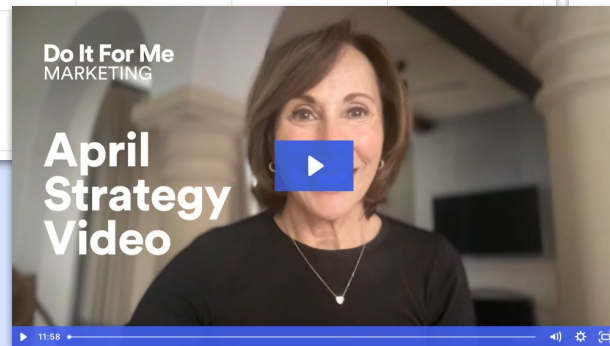 Do It For Me
MARKETING
April
Strategy
Video
11:58